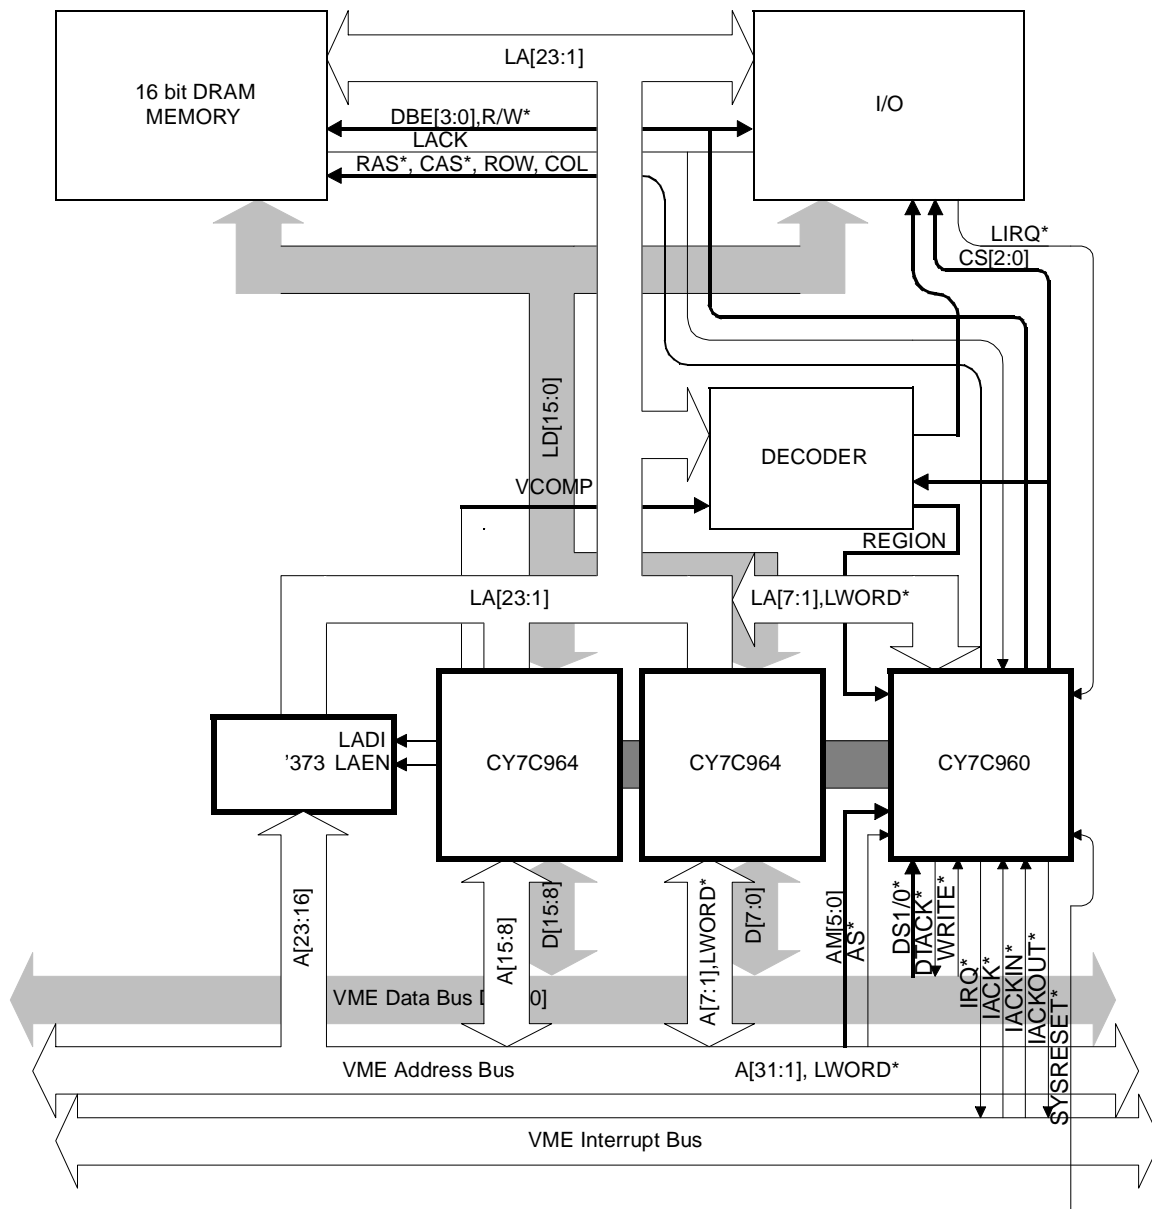 LA[23:1]
16 bit DRAM
MEMORY
I/O
DBE[3:0],R/W*
LACK
RAS*, CAS*, ROW, COL
LIRQ*
CS[2:0]
LD[15:0]
DECODER
VCOMP
REGION
LA[23:1]
LA[7:1],LWORD*
LADI
'373 LAEN
CY7C964
CY7C964
CY7C960
A[23:16]
A[15:8]
D[15:8]
A[7:1],LWORD*
D[7:0]
AM[5:0]
AS*
DS1/0*
DTACK*
WRITE*
IRQ*
IACK*
IACKIN*
IACKOUT*
SYSRESET*
VME Data Bus
VME Address Bus
A[31:1], LWORD*
VME Interrupt Bus